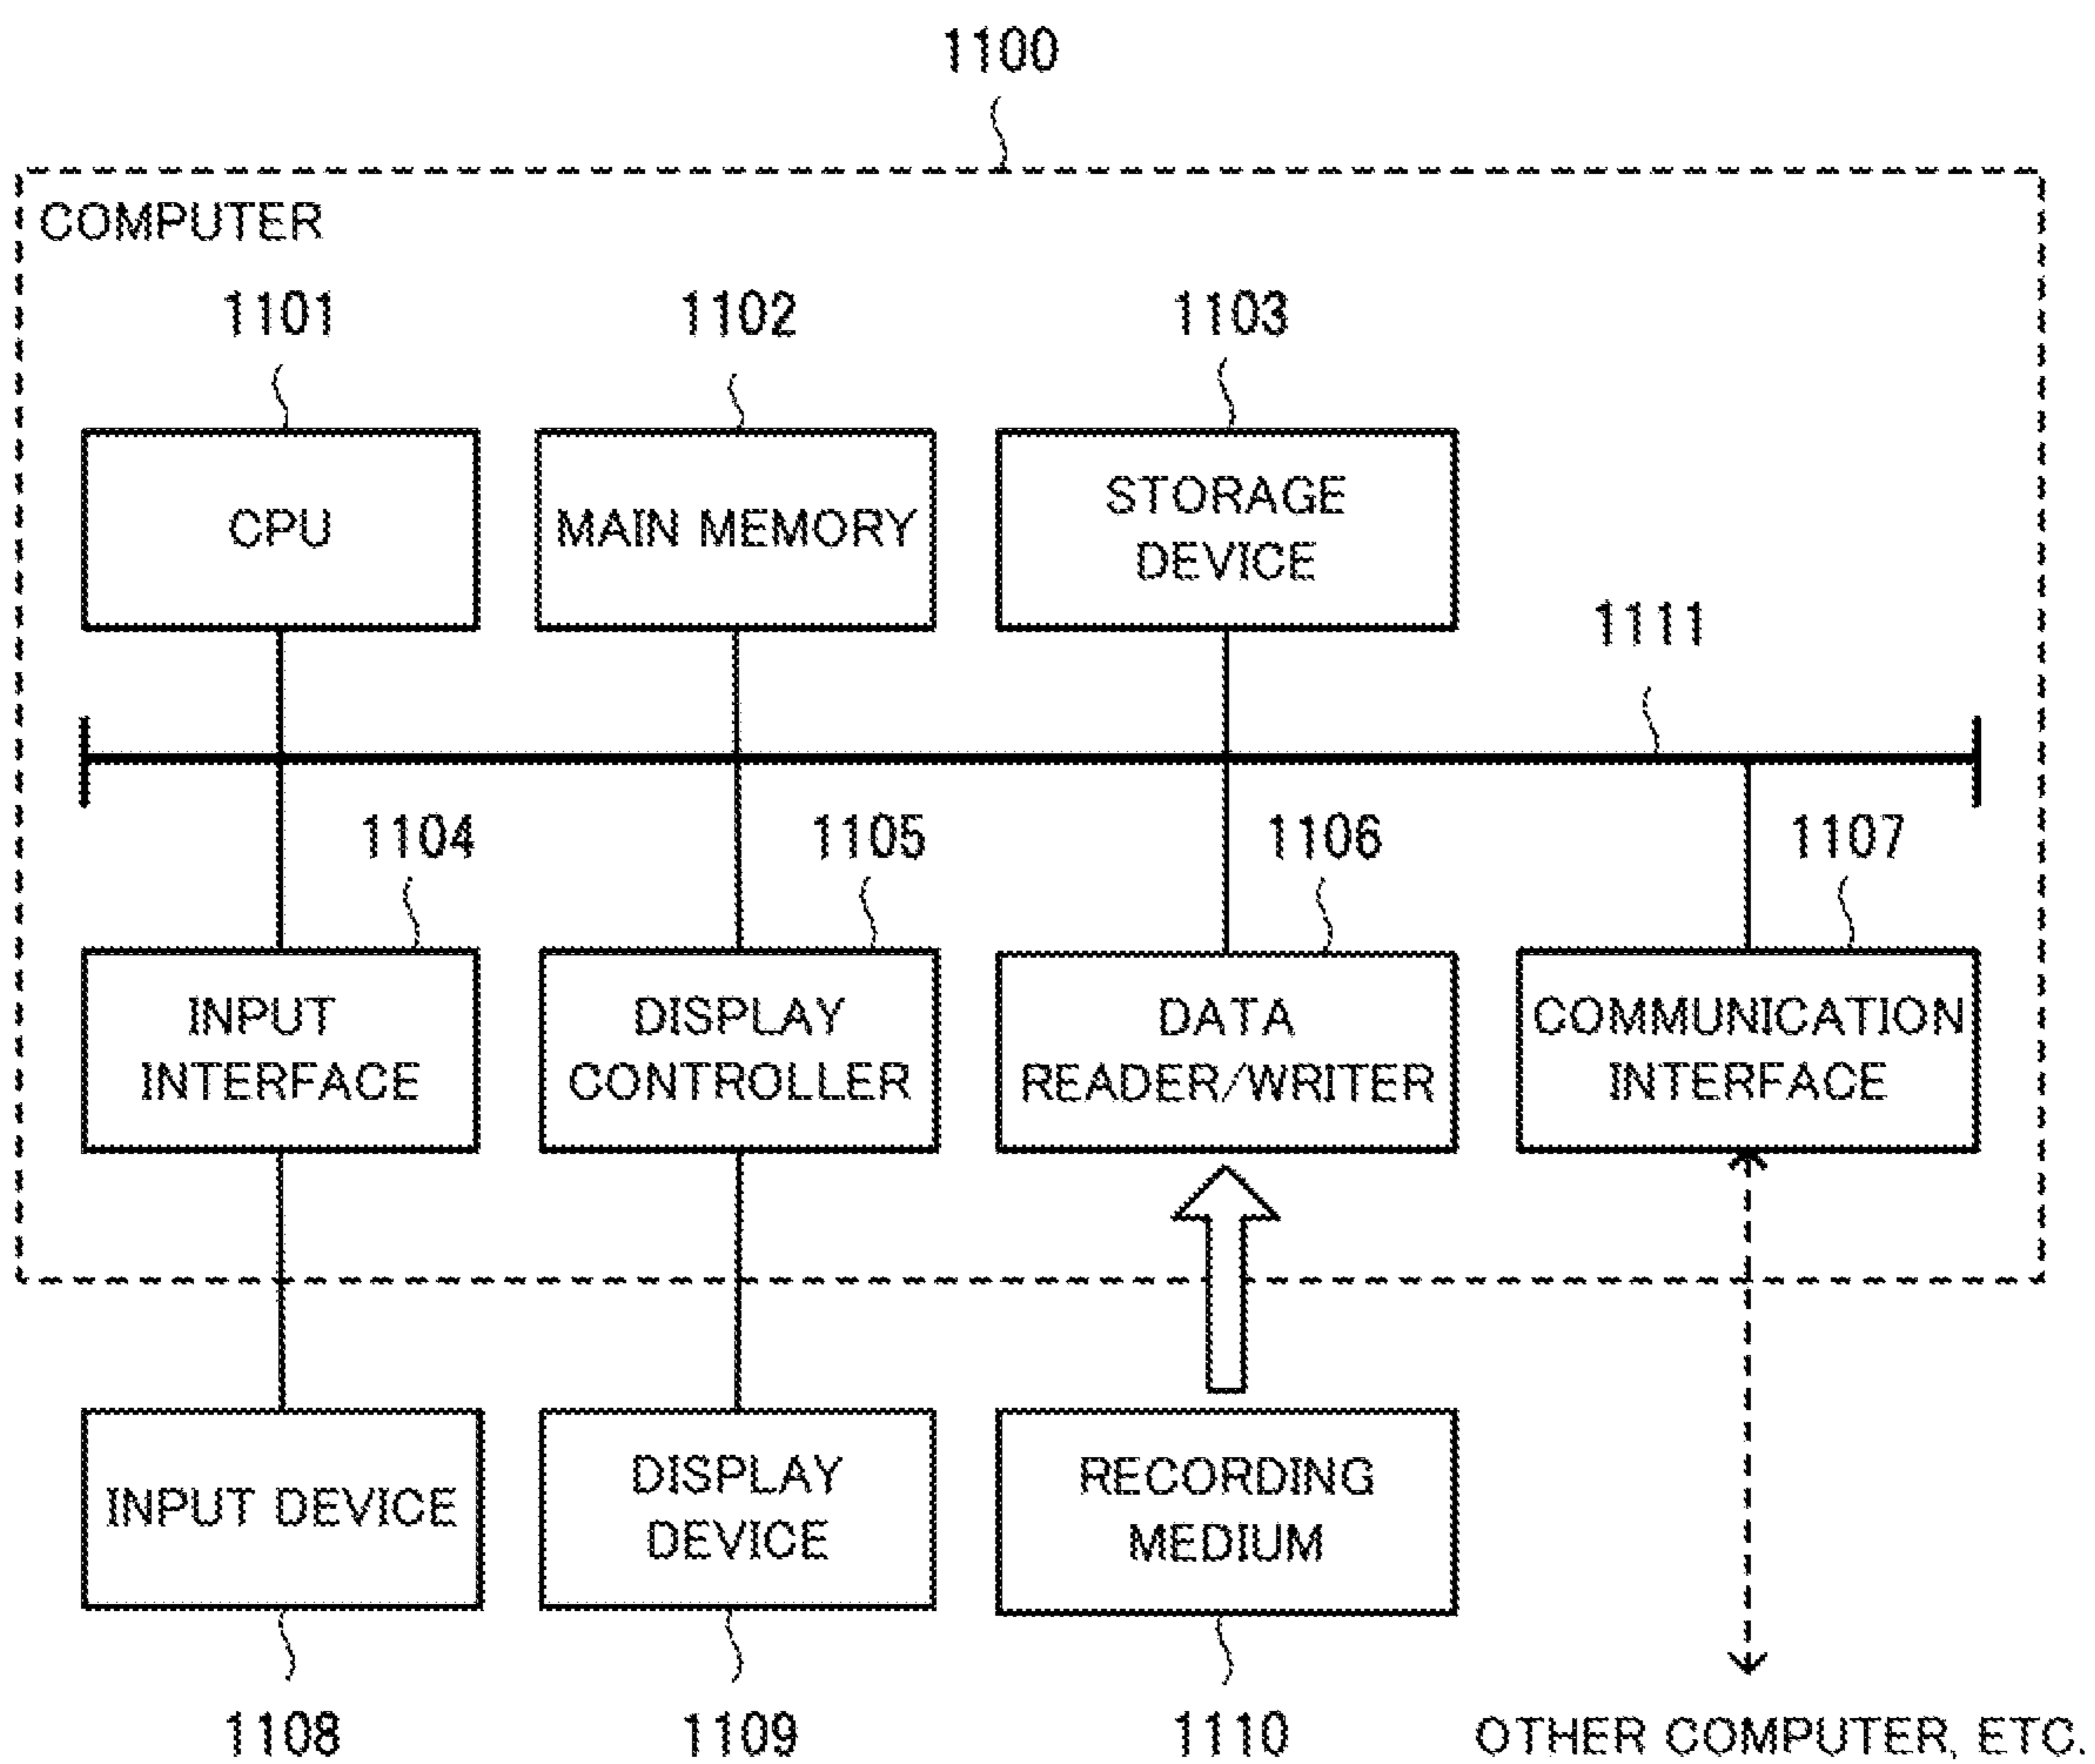 1100
COMPUTER
1101
1102
1103
CPU
MAIN MEMORY
STORAGE
DEVICE
1111
1104
1105
1106
1107
INPUT
INTERFACE
DISPLAY
CONTROLLER
DATA
READER/WRITER
COMMUNICATION
INTERFACE
INPUT DEVICE
DISPLAY
DEVICE
RECORDING
MEDIUM
1108
1109
1110
OTHER COMPUTER, ETC.